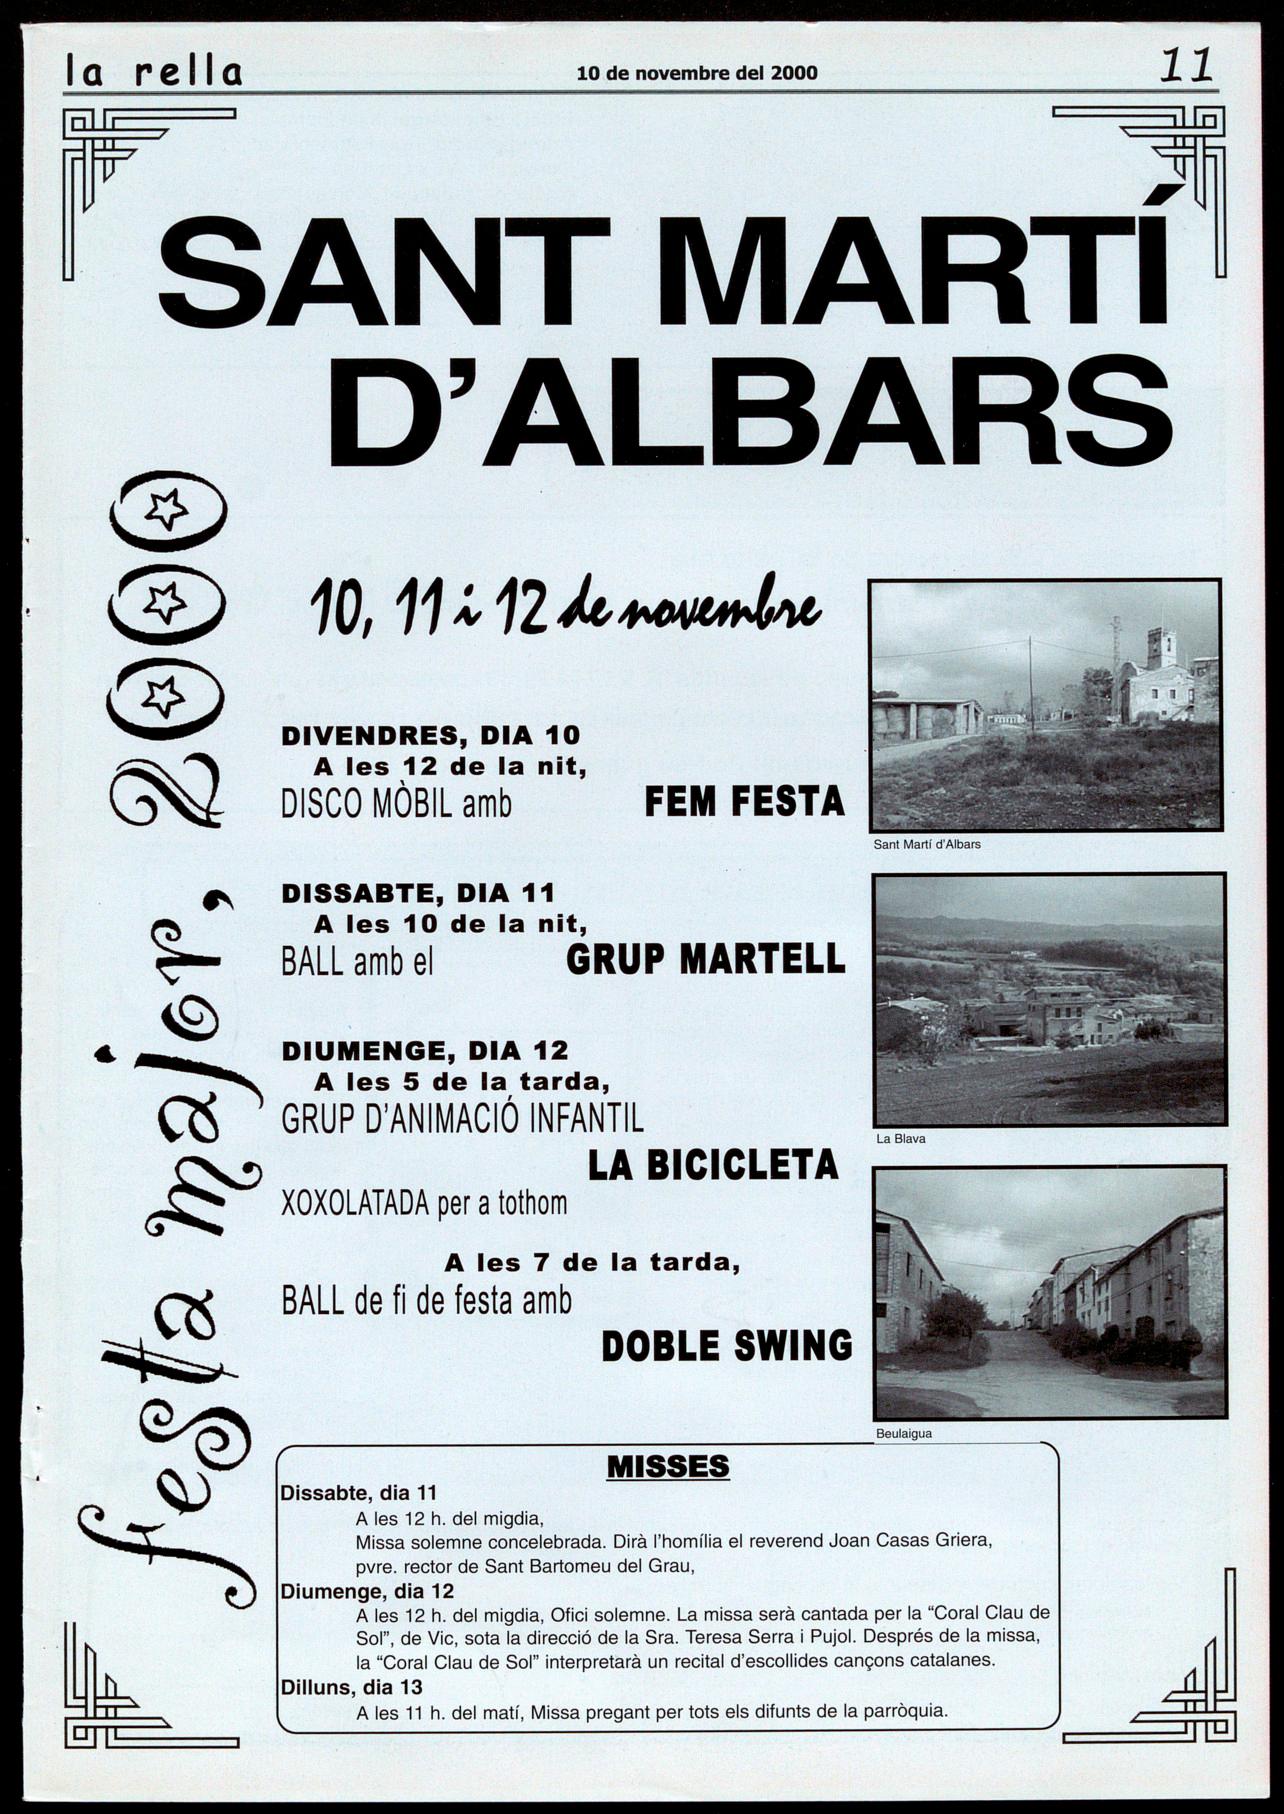 la rella
10 de novembre del 2000
11
SANT MARTÍ
D'ALBARS
festa major, 2000
10, 11 i 12 de novembre
DIVENDRES, DIA 10
A les 12 de la nit,
DISCO MÒBIL amb FEM FESTA
DISSABTE, DIA 11
A les 10 de la nit,
BALL amb el GRUP MARTELL
DIUMENGE, DIA 12
A les 5 de la tarda,
GRUP D'ANIMACIÓ INFANTIL
LA BICICLETA
XOXOLATADA per a tothom
A les 7 de la tarda,
BALL de fi de festa amb
DOBLE SWING
Sant Martí d'Albars
La Blava
Beulaigua
MISSES
Dissabte, dia 11
A les 12 h. del migdia,
Missa solemne concelebrada. Dirà l'homília el reverend Joan Casas Griera,
pvre. rector de Sant Bartomeu del Grau,
Diumenge, dia 12
A les 12 h. del migdia, Ofici solemne. La missa serà cantada per la “Coral Clau de
Sol”, de Vic, sota la direcció de la Sra. Teresa Serra i Pujol. Després de la missa,
la “Coral Clau de Sol” interpretarà un recital d'escollides cançons catalanes.
Dilluns, dia 13
A les 11 h. del matí, Missa pregant per tots els difunts de la parròquia.